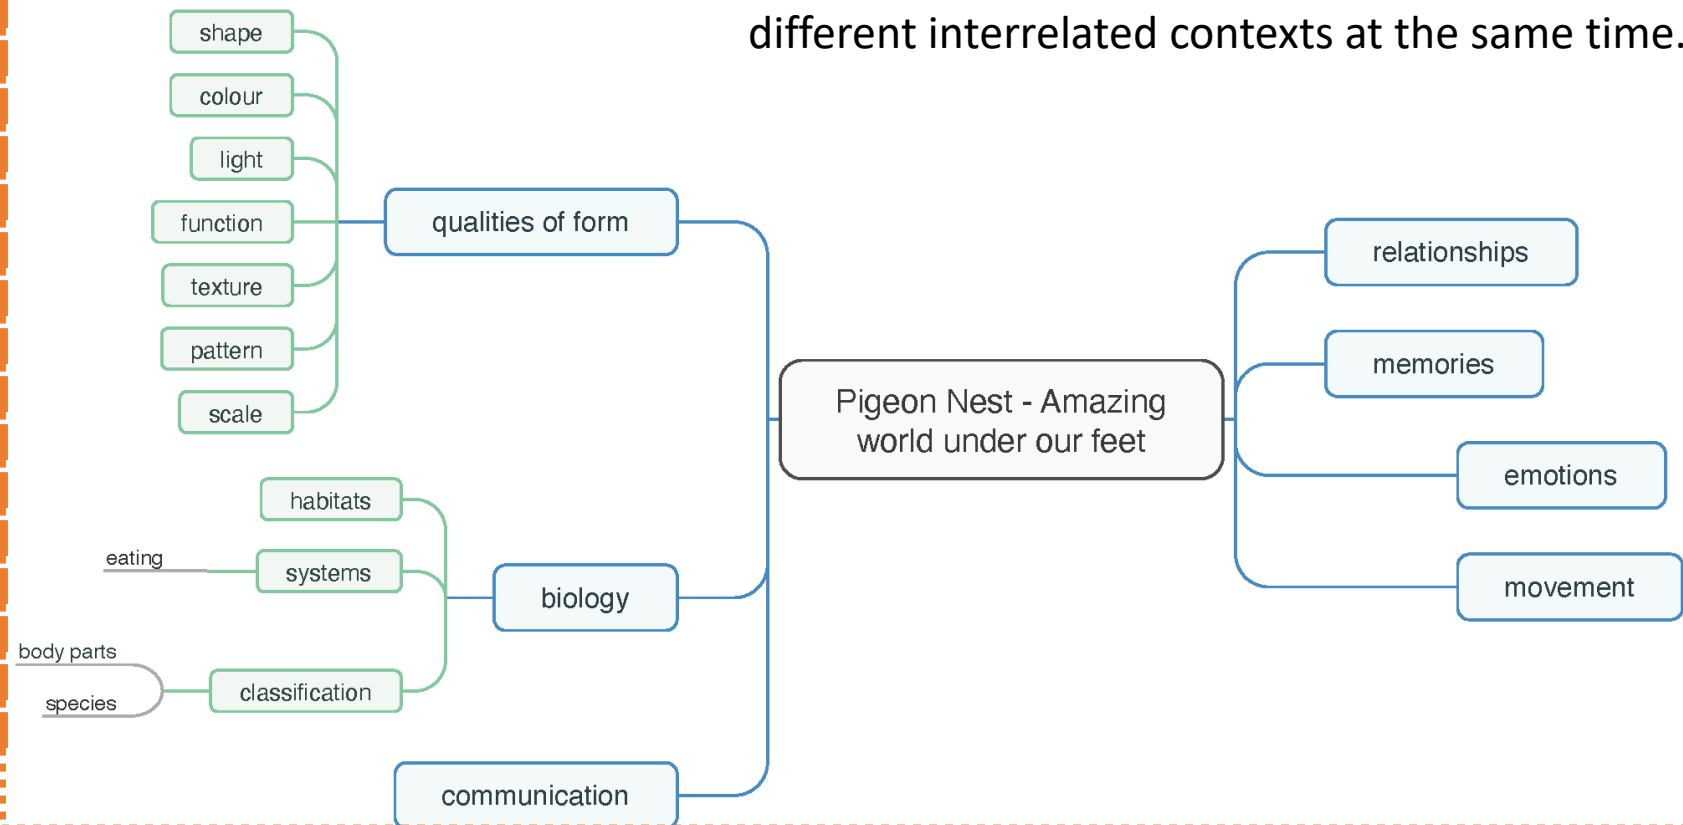 different interrelated contexts at the same time.
shape
colour
light
function
texture
pattern
scale
qualities of form
habitats
eating
systems
biology
body parts
species
classification
communication
Pigeon Nest - Amazing
world under our feet
relationships
memories
emotions
movement